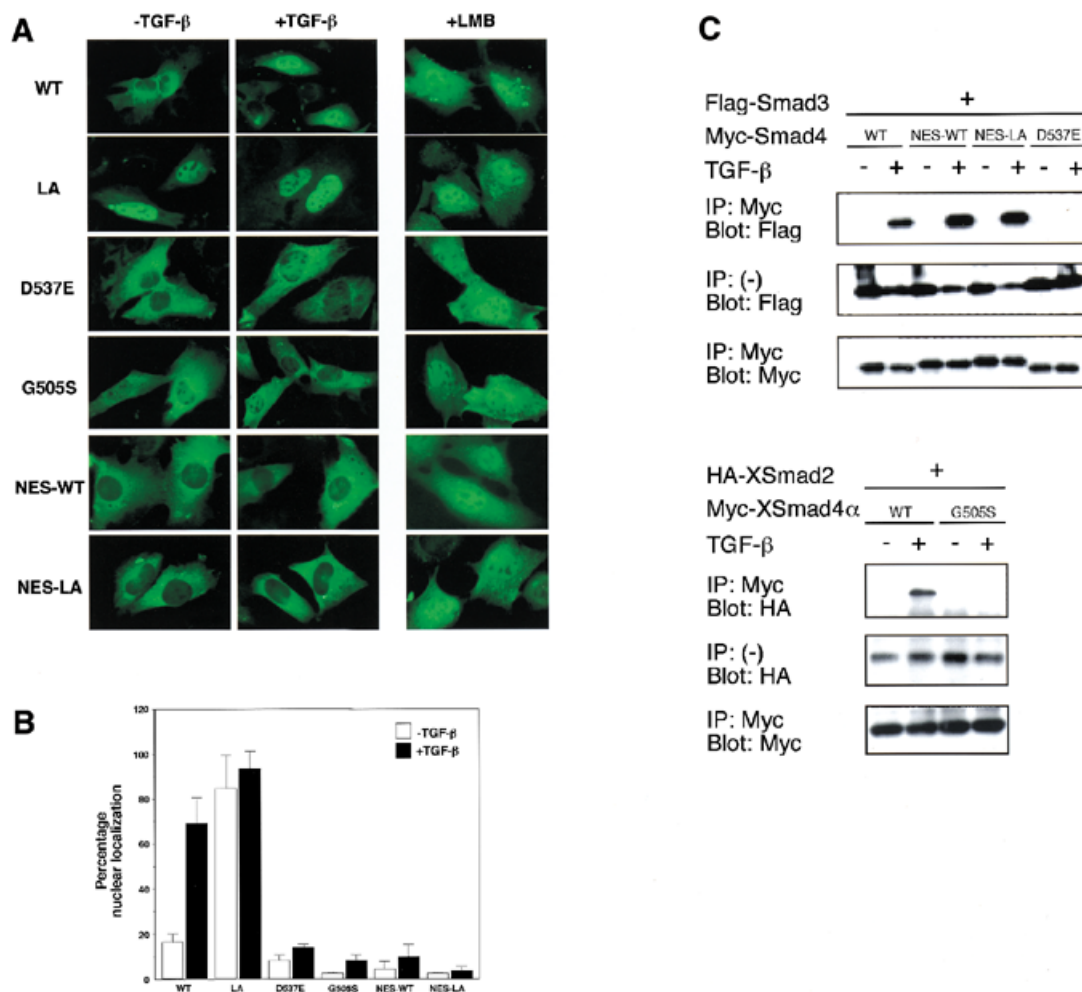 A
-TGF-β
+TGF-β
+LMB
WT
LA
D537E
G505S
NES-WT
NES-LA
B
120
100
80
60
40
20
0
Percentage
nuclear localization
-TGF-β
+TGF-β
WT
LA
D537E
G505S
NES-WT
NES-LA
C
Flag-Smad3 +
Myc-Smad4 WT NES-WT NES-LA D537E
TGF-β - + - + - + - +
IP: Myc
Blot: Flag
IP: (-)
Blot: Flag
IP: Myc
Blot: Myc
HA-XSmad2 +
Myc-XSmad4α WT G505S
TGF-β - + - +
IP: Myc
Blot: HA
IP: (-)
Blot: HA
IP: Myc
Blot: Myc